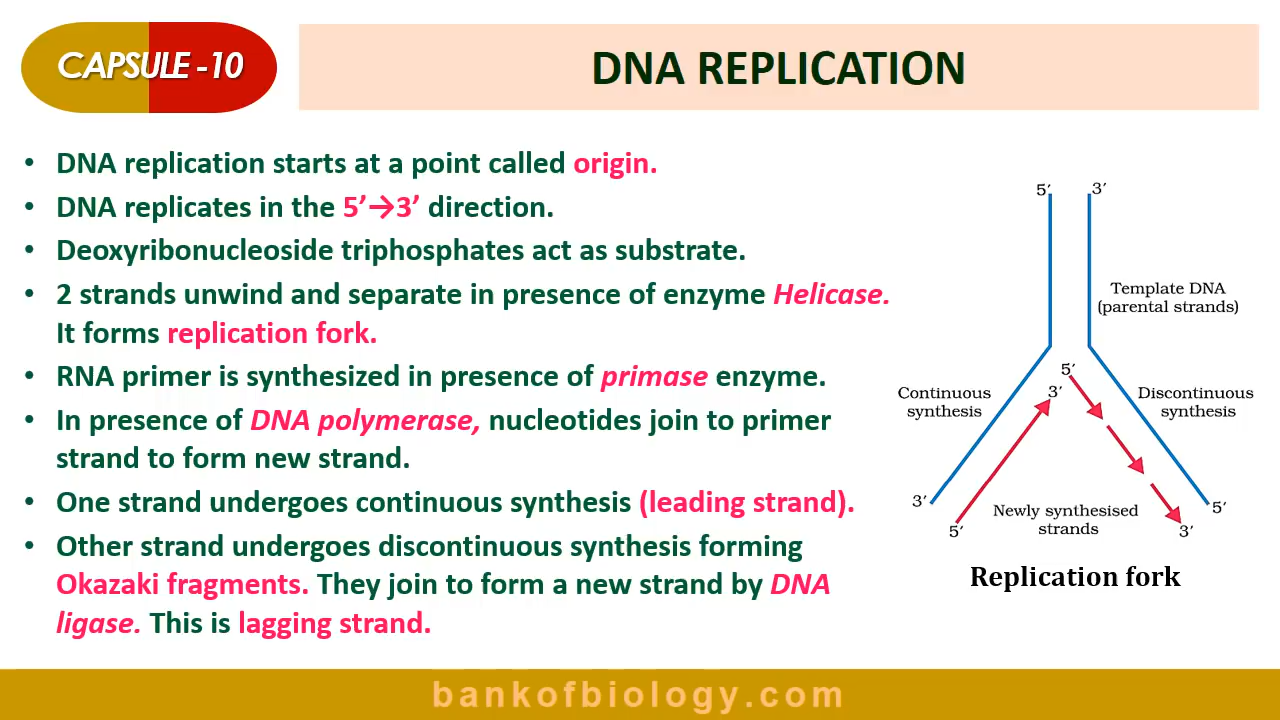 CAPSULE -10
DNA REPLICATION
• DNA replication starts at a point called origin.
• DNA replicates in the 5’→3’ direction.
• Deoxyribonucleoside triphosphates act as substrate.
• 2 strands unwind and separate in presence of enzyme Helicase.
It forms replication fork.
• RNA primer is synthesized in presence of primase enzyme.
• In presence of DNA polymerase, nucleotides join to primer
strand to form new strand.
• One strand undergoes continuous synthesis (leading strand).
• Other strand undergoes discontinuous synthesis forming
Okazaki fragments. They join to form a new strand by DNA
ligase. This is lagging strand.
5′ 3′
Template DNA
(parental strands)
5′
3′
Continuous
synthesis
Discontinuous
synthesis
3′
5′
Newly synthesised
strands
5′
3′
Replication fork
bankofbiology.com